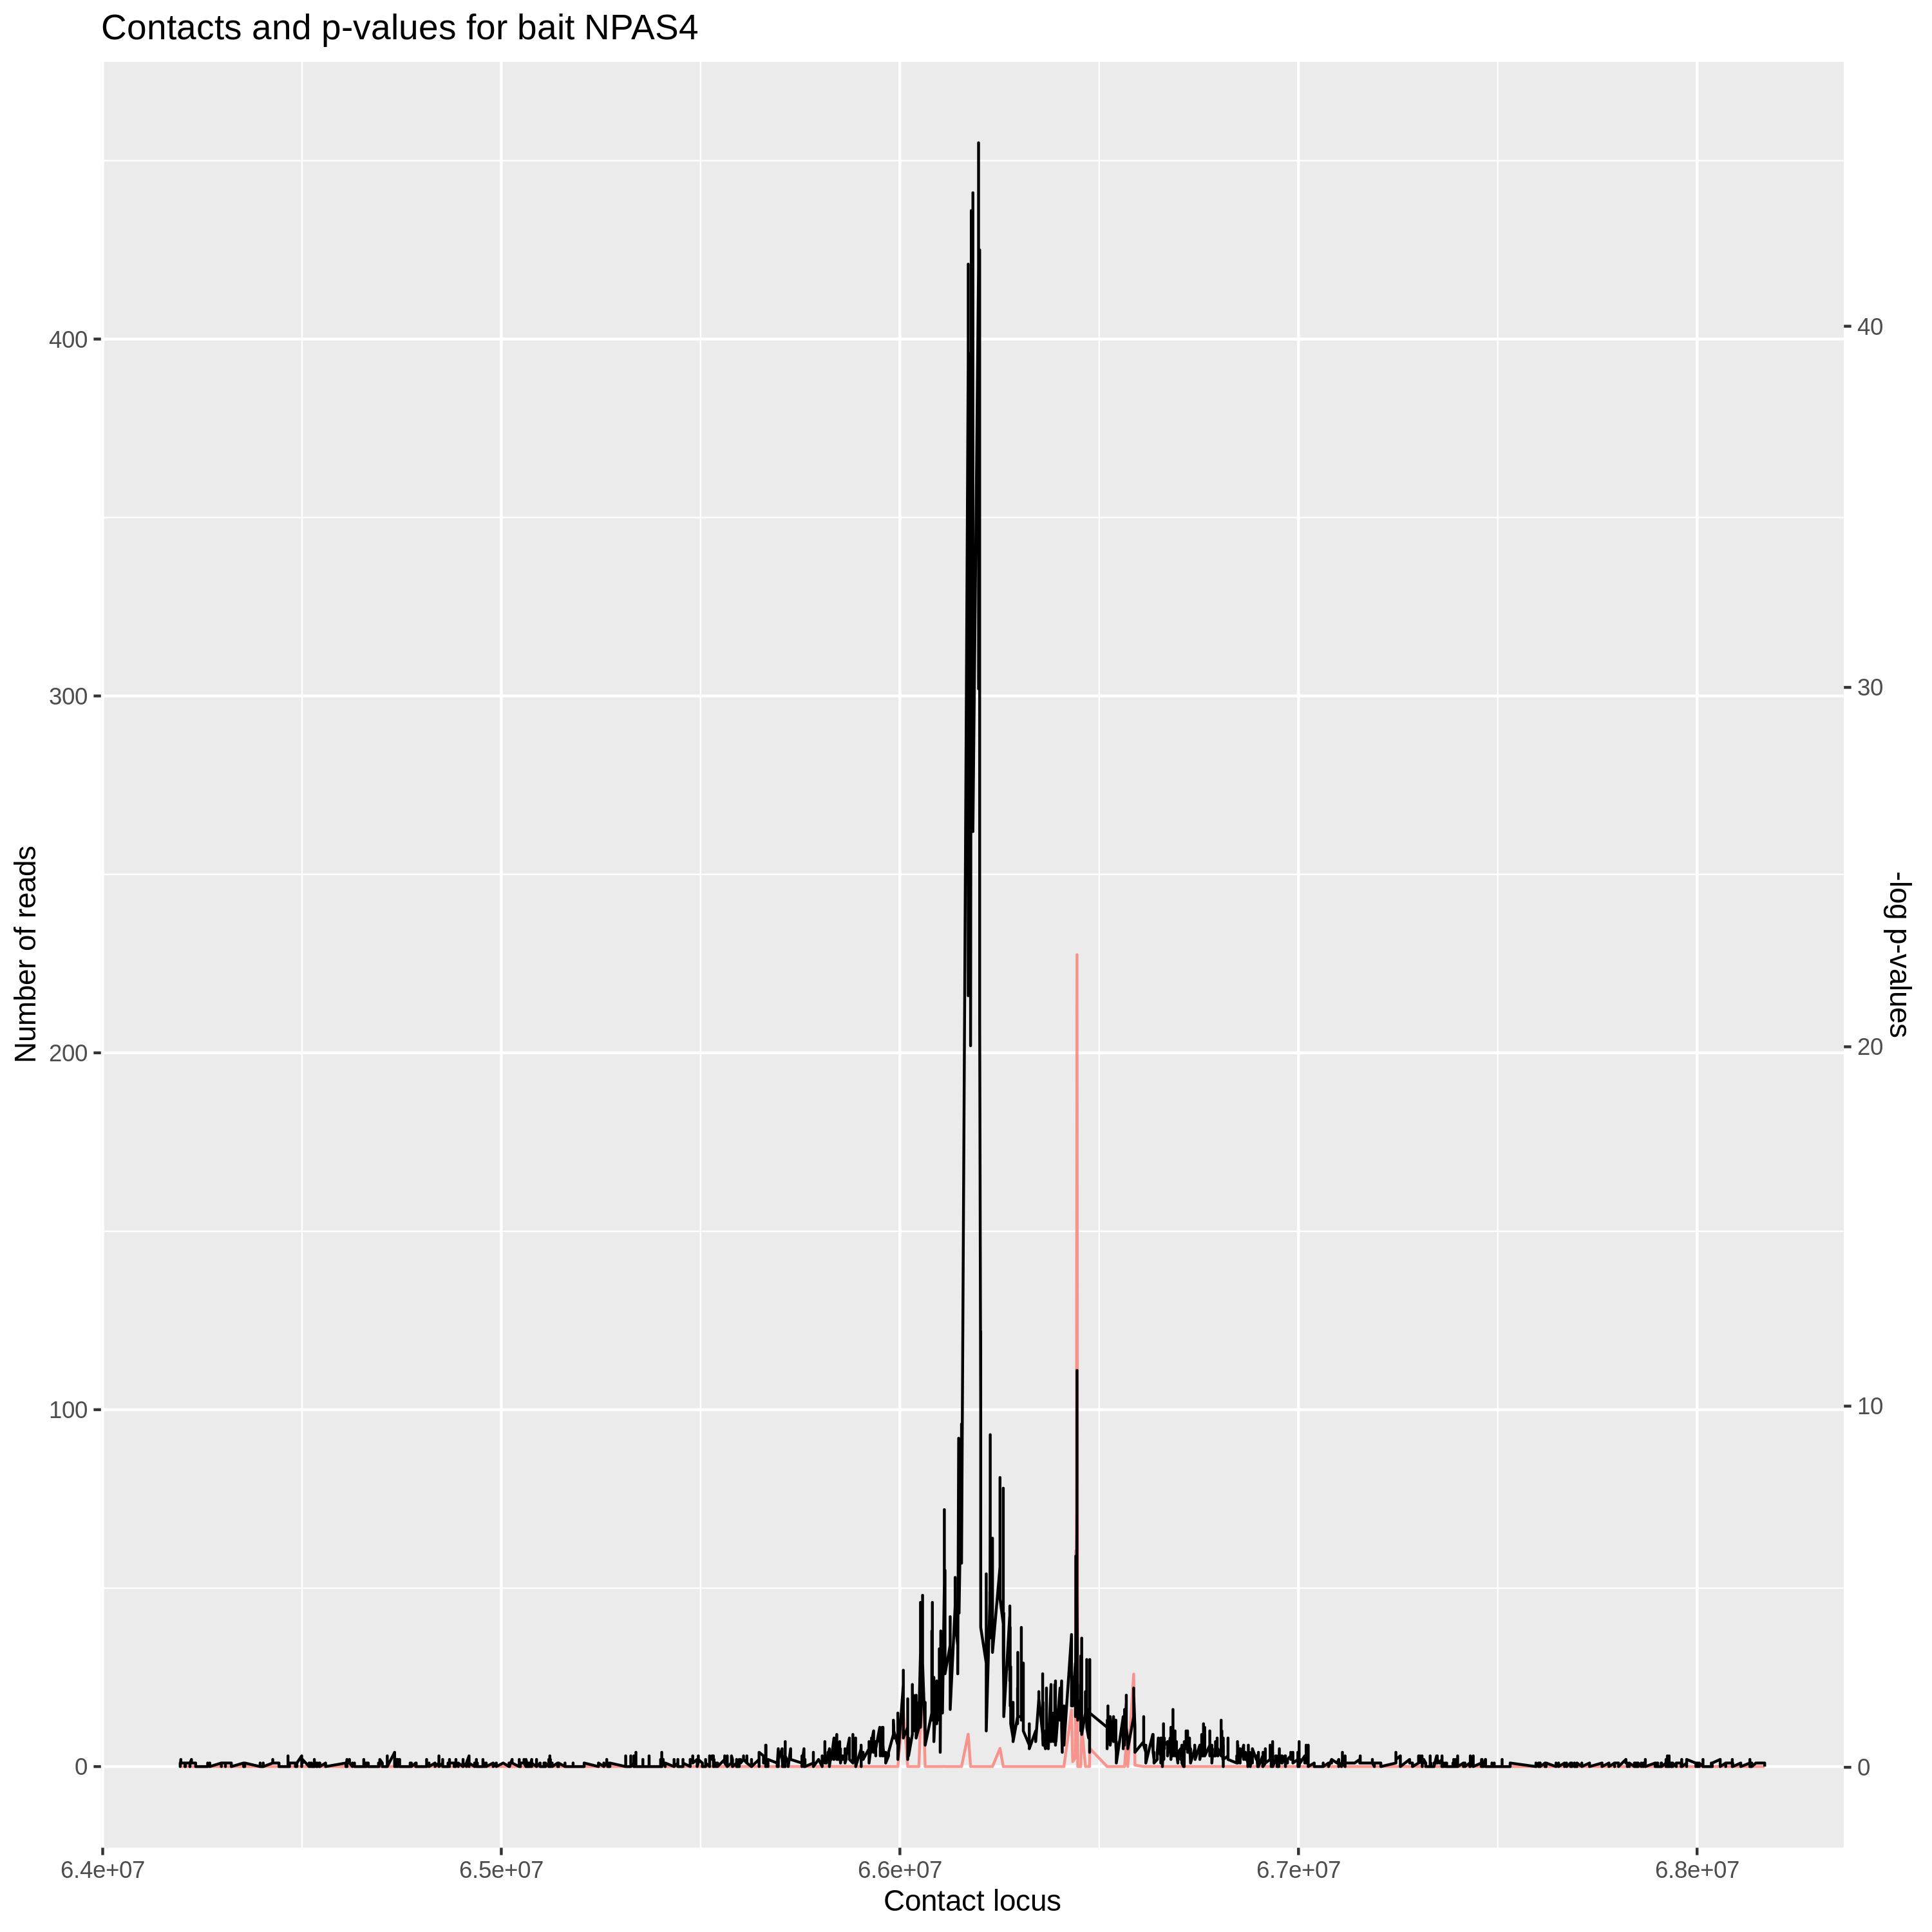 Contacts and p-values for bait NPAS4
Number of reads
400
300
200
100
0
40
30
20
10
0
-log p-values
6.4e+07
6.5e+07
6.6e+07
6.7e+07
6.8e+07
Contact locus